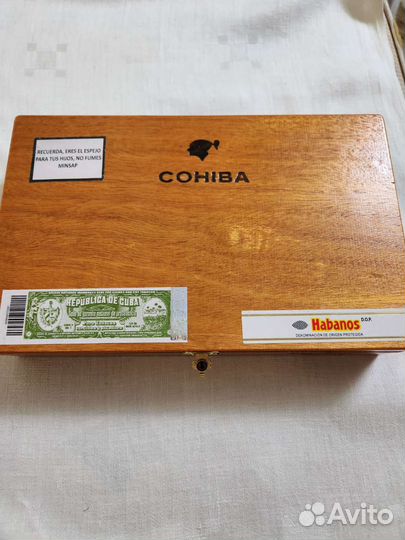 RECUERDA, ERES EL ESPEJO
PARA TUS HIJOS, NO FUMES
MINSAP
COHIBA
REPUBLICA DE CUBA
Habanos D.O.P.
DENOMINACIÓN DE ORIGEN PROTEGIDA
Avito